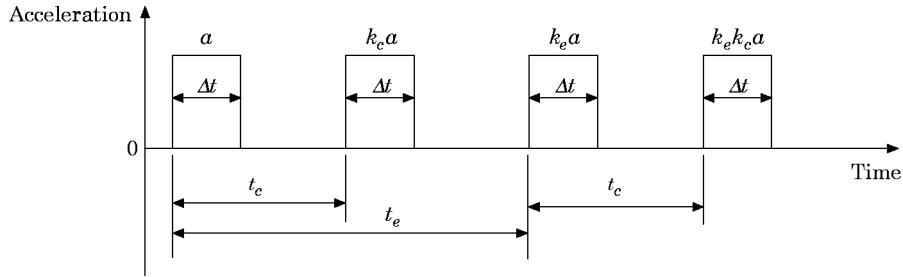 Acceleration
a k_c a k_e a k_e k_c a
Δt Δt Δt Δt
0
Time
t_c t_c
t_e